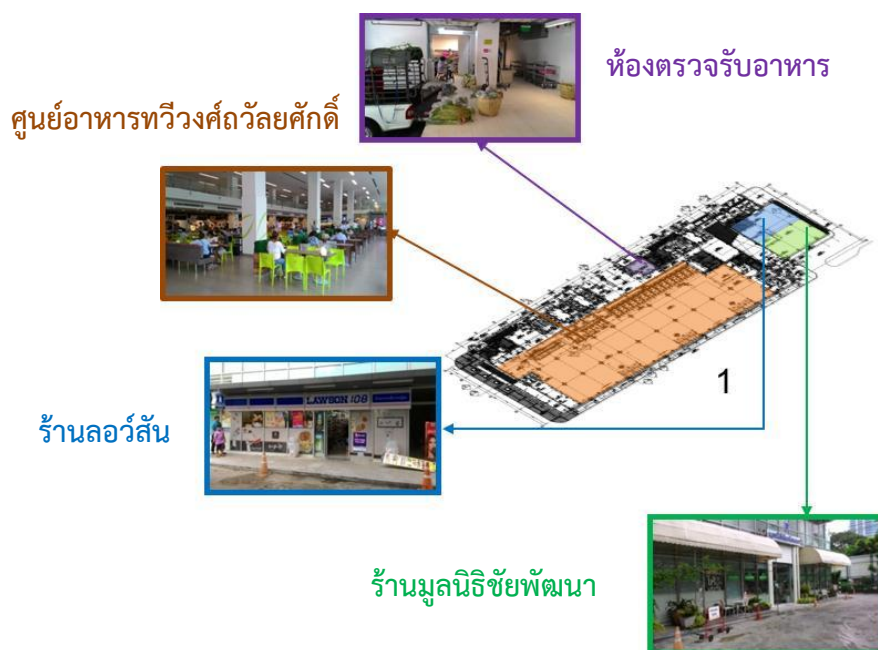 ห้องตรวจรับอาหาร
ศูนย์อาหารทวีวงศ์ถวัลยศักดิ์
LAWSON 108
1
ร้านลอว์สัน
ร้านมูลนิธิชัยพัฒนา